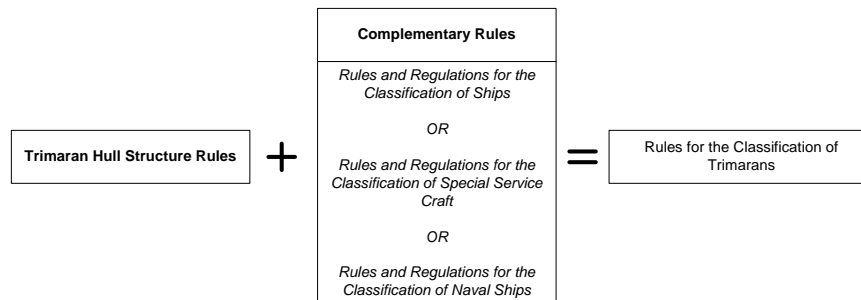 Complementary Rules
Rules and Regulations for the
Classification of Ships
OR
Trimaran Hull Structure Rules
+
Rules and Regulations for the
Classification of Special Service
Craft
=
Rules for the Classification of
Trimarans
OR
Rules and Regulations for the
Classification of Naval Ships